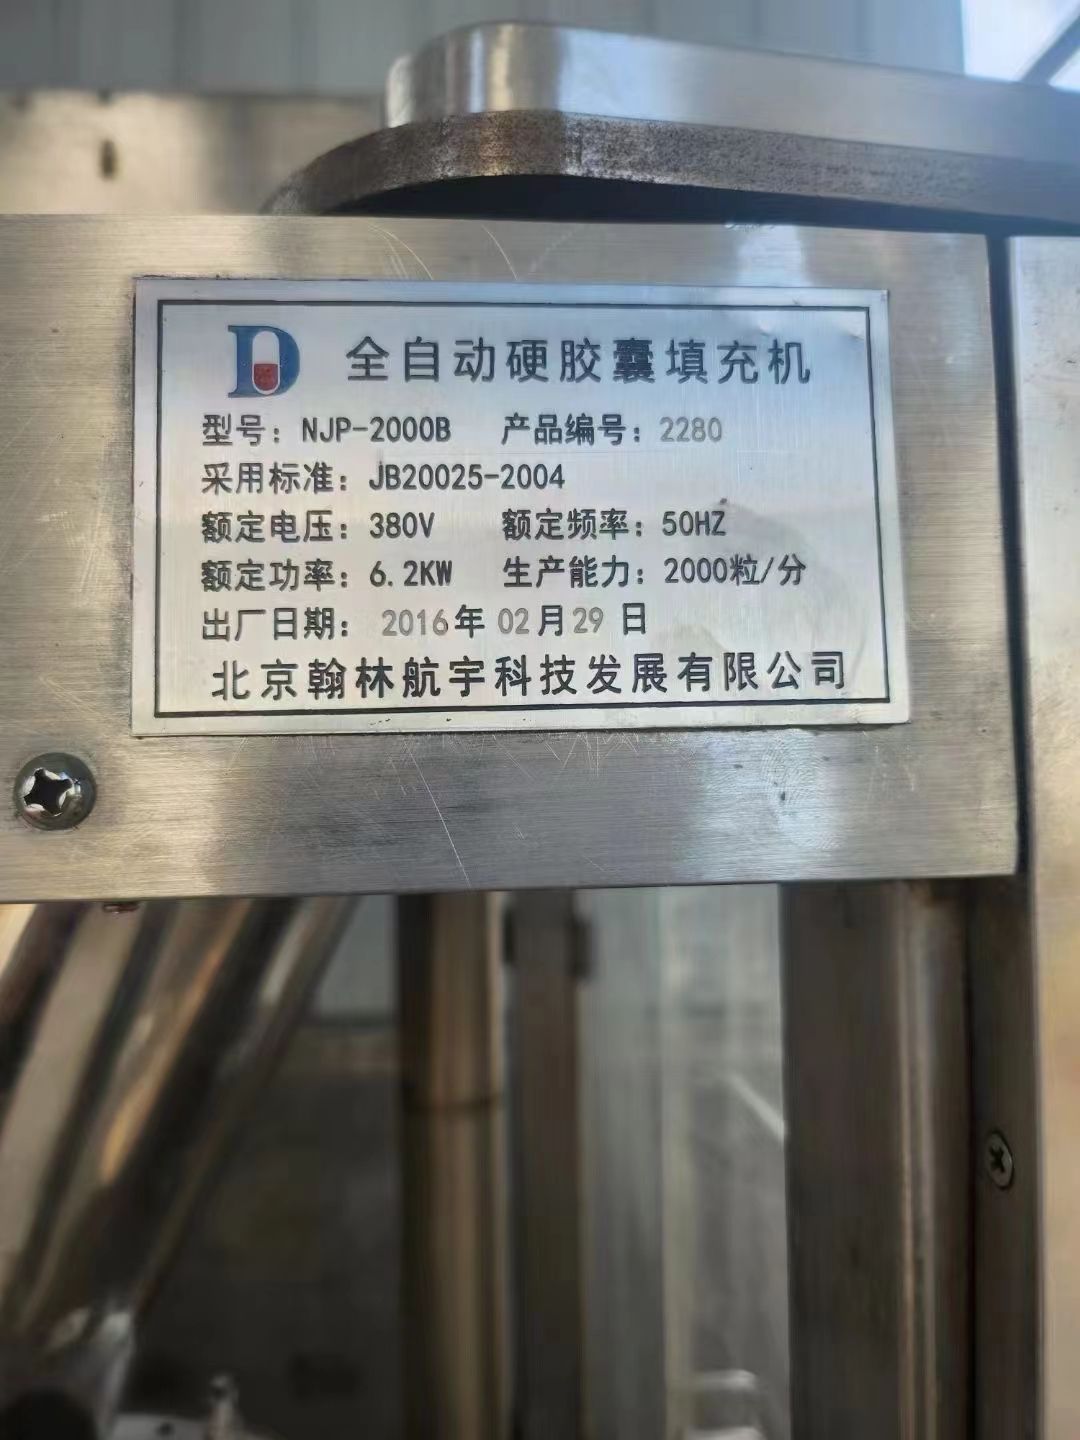 D 全自动硬胶囊填充机
型号：NJP-2000B 产品编号：2280
采用标准：JB20025-2004
额定电压：380V 额定频率：50HZ
额定功率：6.2KW 生产能力：2000粒/分
出厂日期： 2016年 02月29 日
北京翰林航宇科技发展有限公司